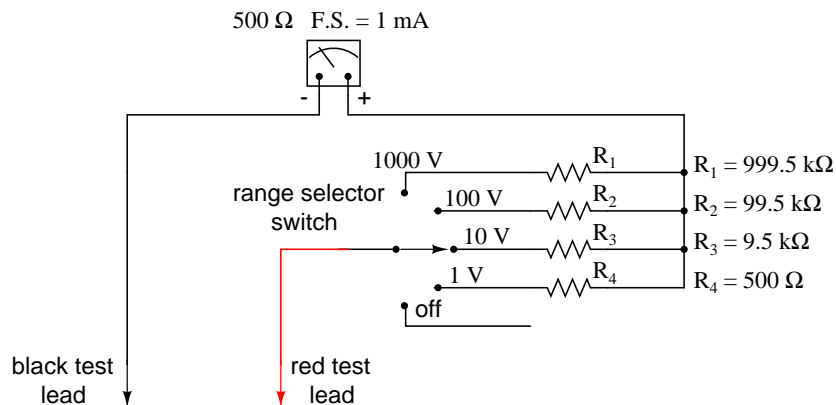 500 Ω F.S. = 1 mA
- +
1000 V R1 R1 = 999.5 kΩ
range selector
switch
100 V R2 R2 = 99.5 kΩ
10 V R3 R3 = 9.5 kΩ
1 V R4 R4 = 500 Ω
off
black test
lead
red test
lead